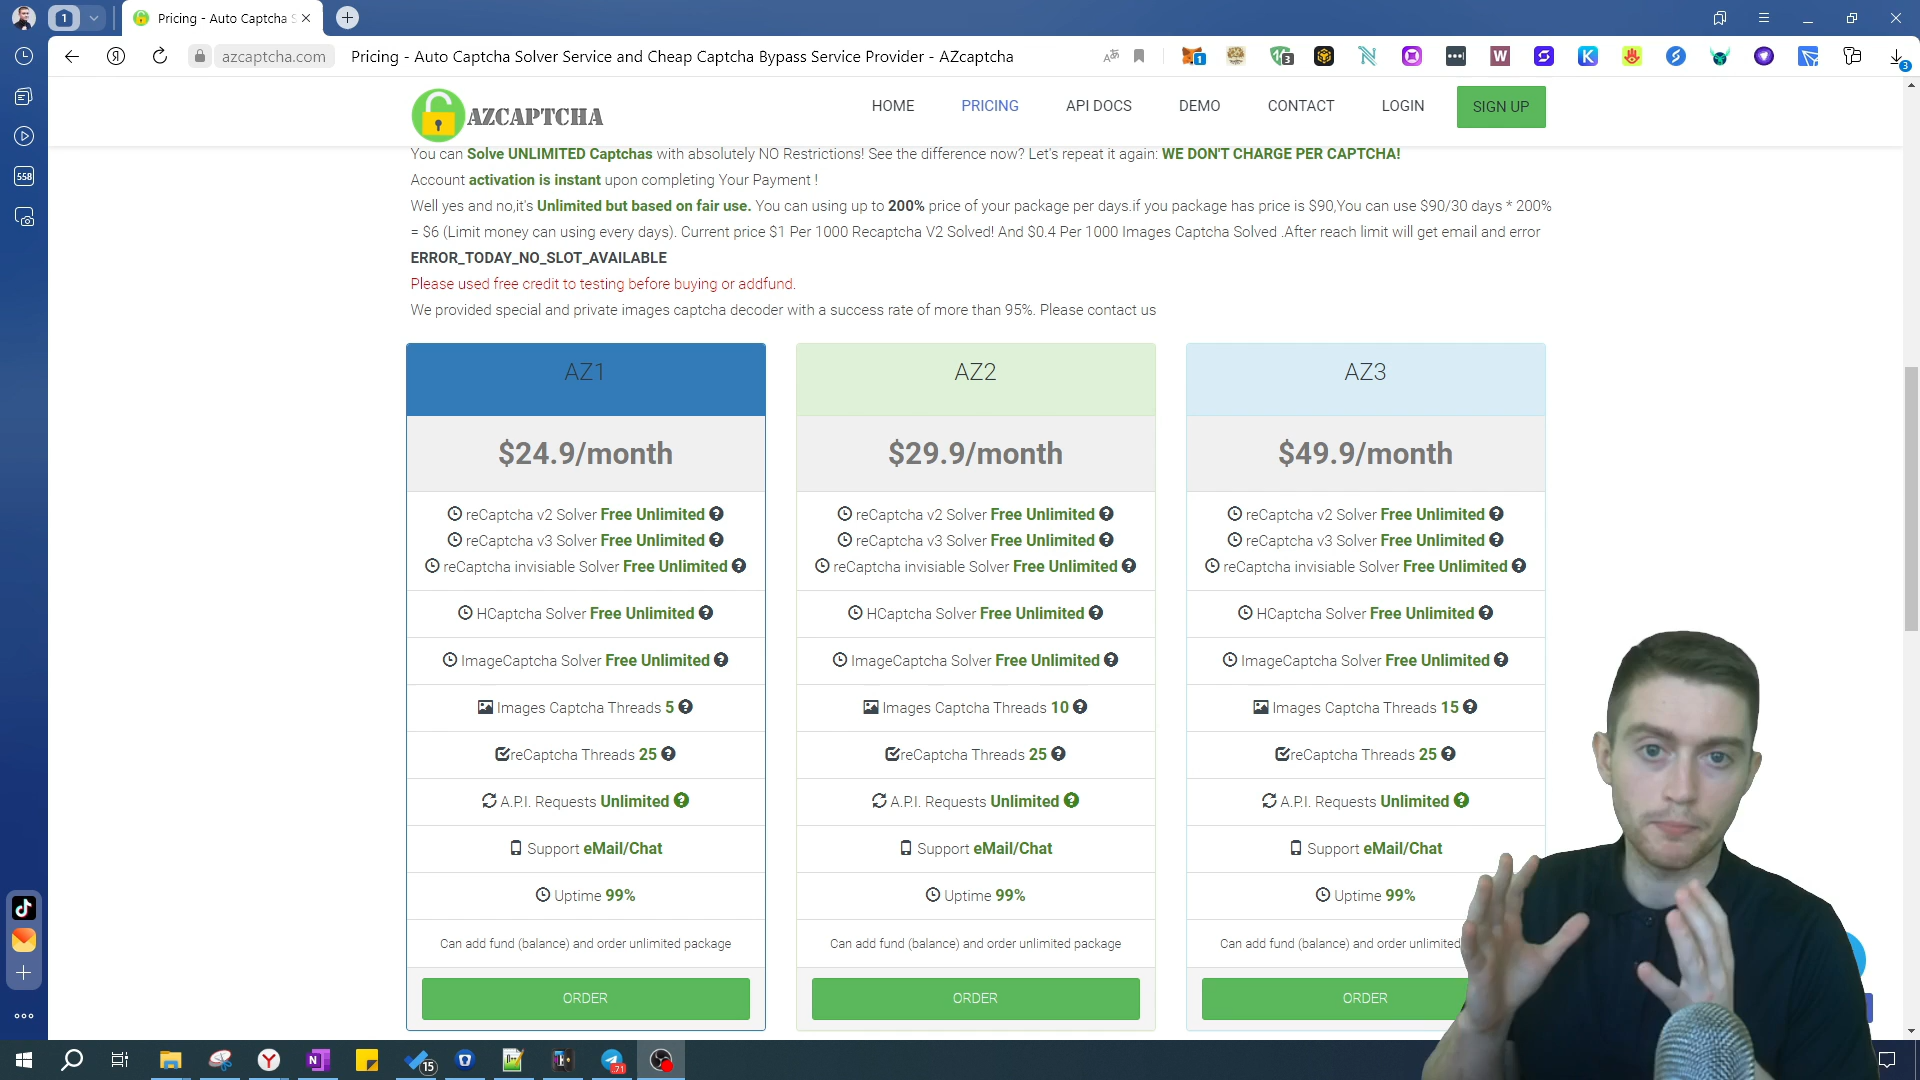 1
Pricing - Auto Captcha S
azcaptcha.com
Pricing - Auto Captcha Solver Service and Cheap Captcha Bypass Service Provider - AZcaptcha
1
3
3
558
AZCAPTCHA
HOME
PRICING
API DOCS
DEMO
CONTACT
LOGIN
SIGN UP
You can Solve UNLIMITED Captchas with absolutely NO Restrictions! See the difference now? Let's repeat it again: WE DON'T CHARGE PER CAPTCHA!
Account activation is instant upon completing Your Payment !
Well yes and no,it's Unlimited but based on fair use. You can using up to 200% price of your package per days.if you package has price is $90,You can use $90/30 days * 200%
= $6 (Limit money can using every days). Current price $1 Per 1000 Recaptcha V2 Solved! And $0.4 Per 1000 Images Captcha Solved .After reach limit will get email and error
ERROR_TODAY_NO_SLOT_AVAILABLE
Please used free credit to testing before buying or addfund.
We provided special and private images captcha decoder with a success rate of more than 95%. Please contact us
AZ1
$24.9/month
reCaptcha v2 Solver Free Unlimited
reCaptcha v3 Solver Free Unlimited
reCaptcha invisiable Solver Free Unlimited
HCaptcha Solver Free Unlimited
ImageCaptcha Solver Free Unlimited
Images Captcha Threads 5
reCaptcha Threads 25
A.P.I. Requests Unlimited
Support eMail/Chat
Uptime 99%
Can add fund (balance) and order unlimited package
ORDER
AZ2
$29.9/month
reCaptcha v2 Solver Free Unlimited
reCaptcha v3 Solver Free Unlimited
reCaptcha invisiable Solver Free Unlimited
HCaptcha Solver Free Unlimited
ImageCaptcha Solver Free Unlimited
Images Captcha Threads 10
reCaptcha Threads 25
A.P.I. Requests Unlimited
Support eMail/Chat
Uptime 99%
Can add fund (balance) and order unlimited package
ORDER
AZ3
$49.9/month
reCaptcha v2 Solver Free Unlimited
reCaptcha v3 Solver Free Unlimited
reCaptcha invisiable Solver Free Unlimited
HCaptcha Solver Free Unlimited
ImageCaptcha Solver Free Unlimited
Images Captcha Threads 15
reCaptcha Threads 25
A.P.I. Requests Unlimited
Support eMail/Chat
Uptime 99%
Can add fund (balance) and order unlimited
ORDER
15
71